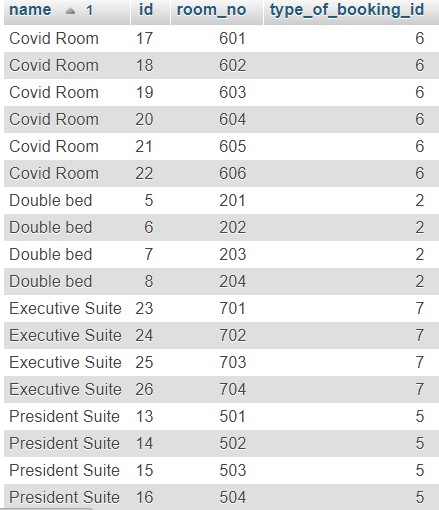 name 1 id room_no type_of_booking_id
Covid Room 17 601 6
Covid Room 18 602 6
Covid Room 19 603 6
Covid Room 20 604 6
Covid Room 21 605 6
Covid Room 22 606 6
Double bed 5 201 2
Double bed 6 202 2
Double bed 7 203 2
Double bed 8 204 2
Executive Suite 23 701 7
Executive Suite 24 702 7
Executive Suite 25 703 7
Executive Suite 26 704 7
President Suite 13 501 5
President Suite 14 502 5
President Suite 15 503 5
President Suite 16 504 5